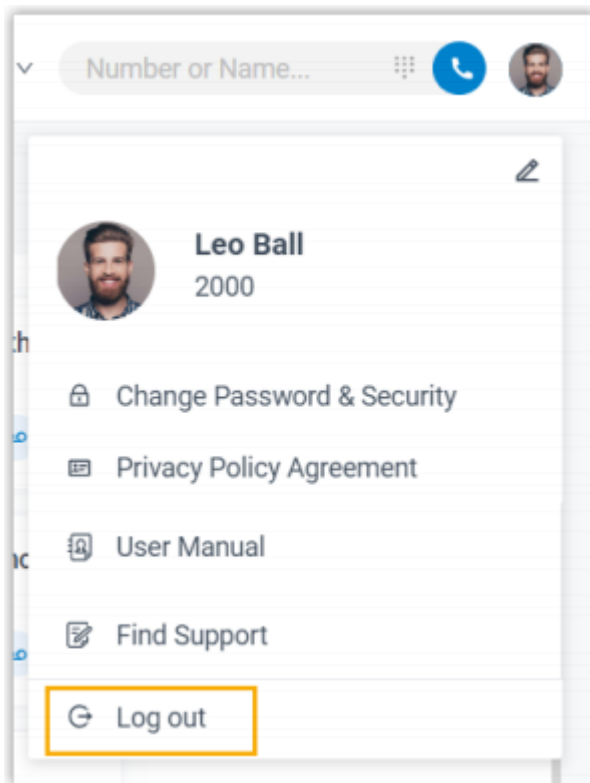 Number or Name...
Leo Ball
2000
Change Password & Security
Privacy Policy Agreement
User Manual
Find Support
Log out